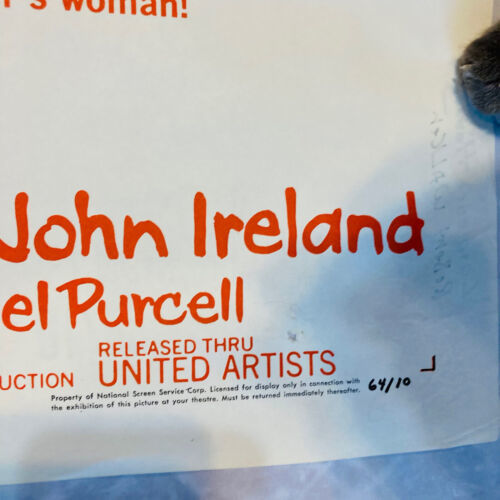 r's woman!
John Ireland
el Purcell
RELEASED THRU
UCTION UNITED ARTISTS
Property of National Screen Service Corp. Licensed for display only in connection with
the exhibition of this picture at your theatre. Must be returned immediately thereafter.
64/10